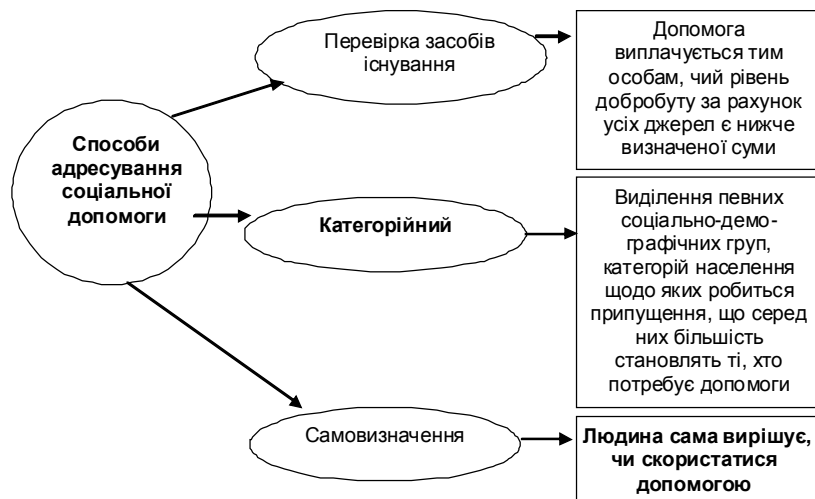 Способи
адресування
соціальної
допомоги
Перевірка засобів
існування
Допомога
виплачується тим
особам, чий рівень
добробуту за рахунок
усіх джерел є нижче
визначеної суми
Категорійний
Виділення певних
соціально-демо-
графічних груп,
категорій населення
щодо яких робиться
припущення, що серед
них більшість
становлять ті, хто
потребує допомоги
Самовизначення
Людина сама вирішує,
чи скористатися
допомогою